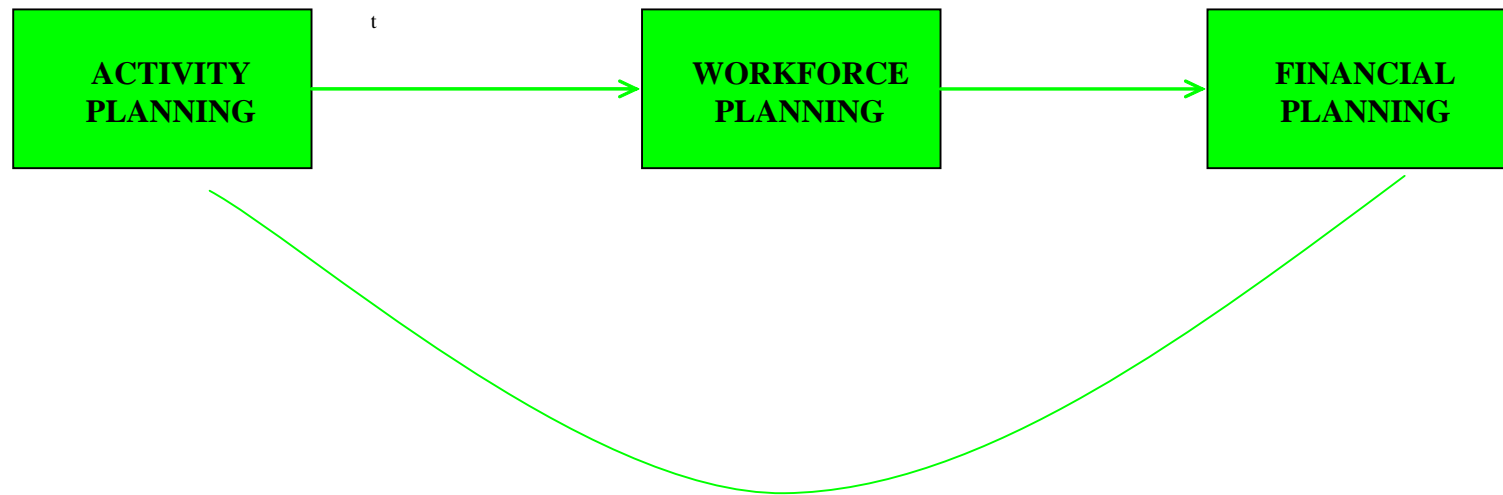 t
ACTIVITY
PLANNING
WORKFORCE
PLANNING
FINANCIAL
PLANNING